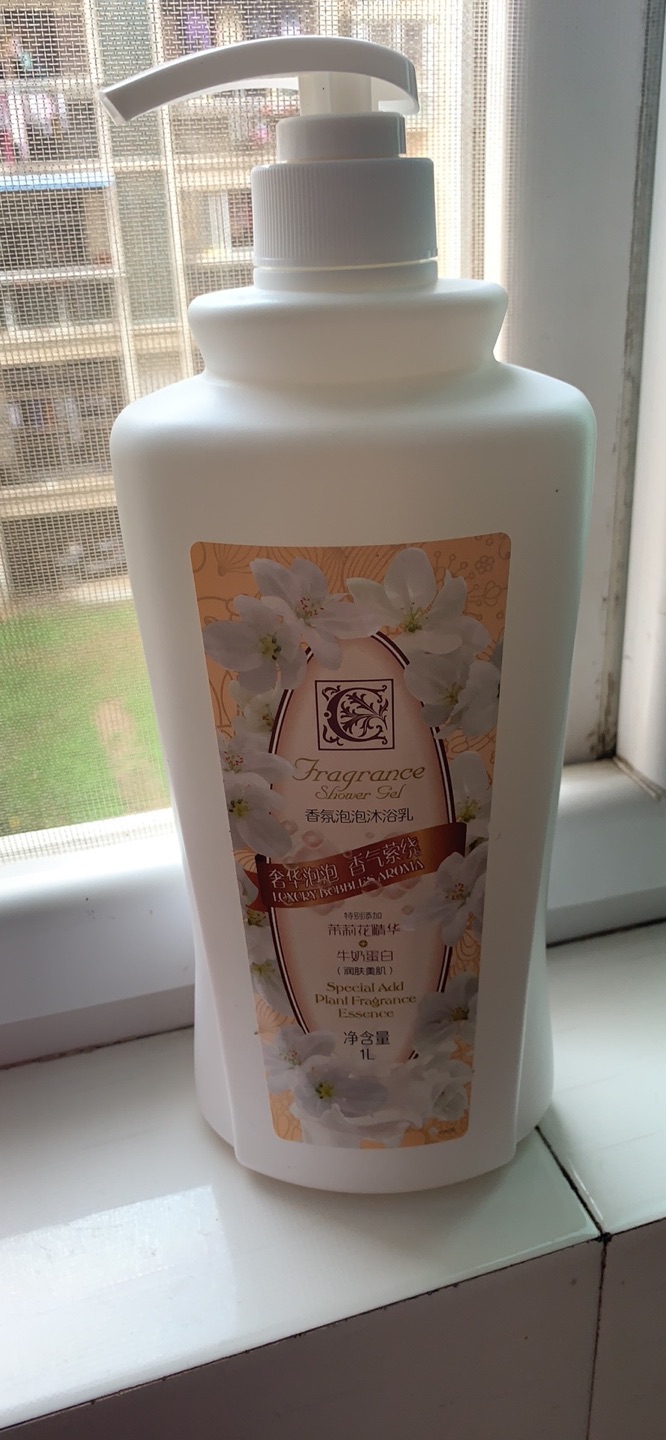 C
Fragrance
Shower Gel
香氛泡泡沐浴乳
奢华泡泡 香气萦绕
LUXURY BUBBLES AROMA
特别添加
茉莉花精华
+
牛奶蛋白
(润肤美肌)
Special Add
Plant Fragrance
Essence
净含量
1L